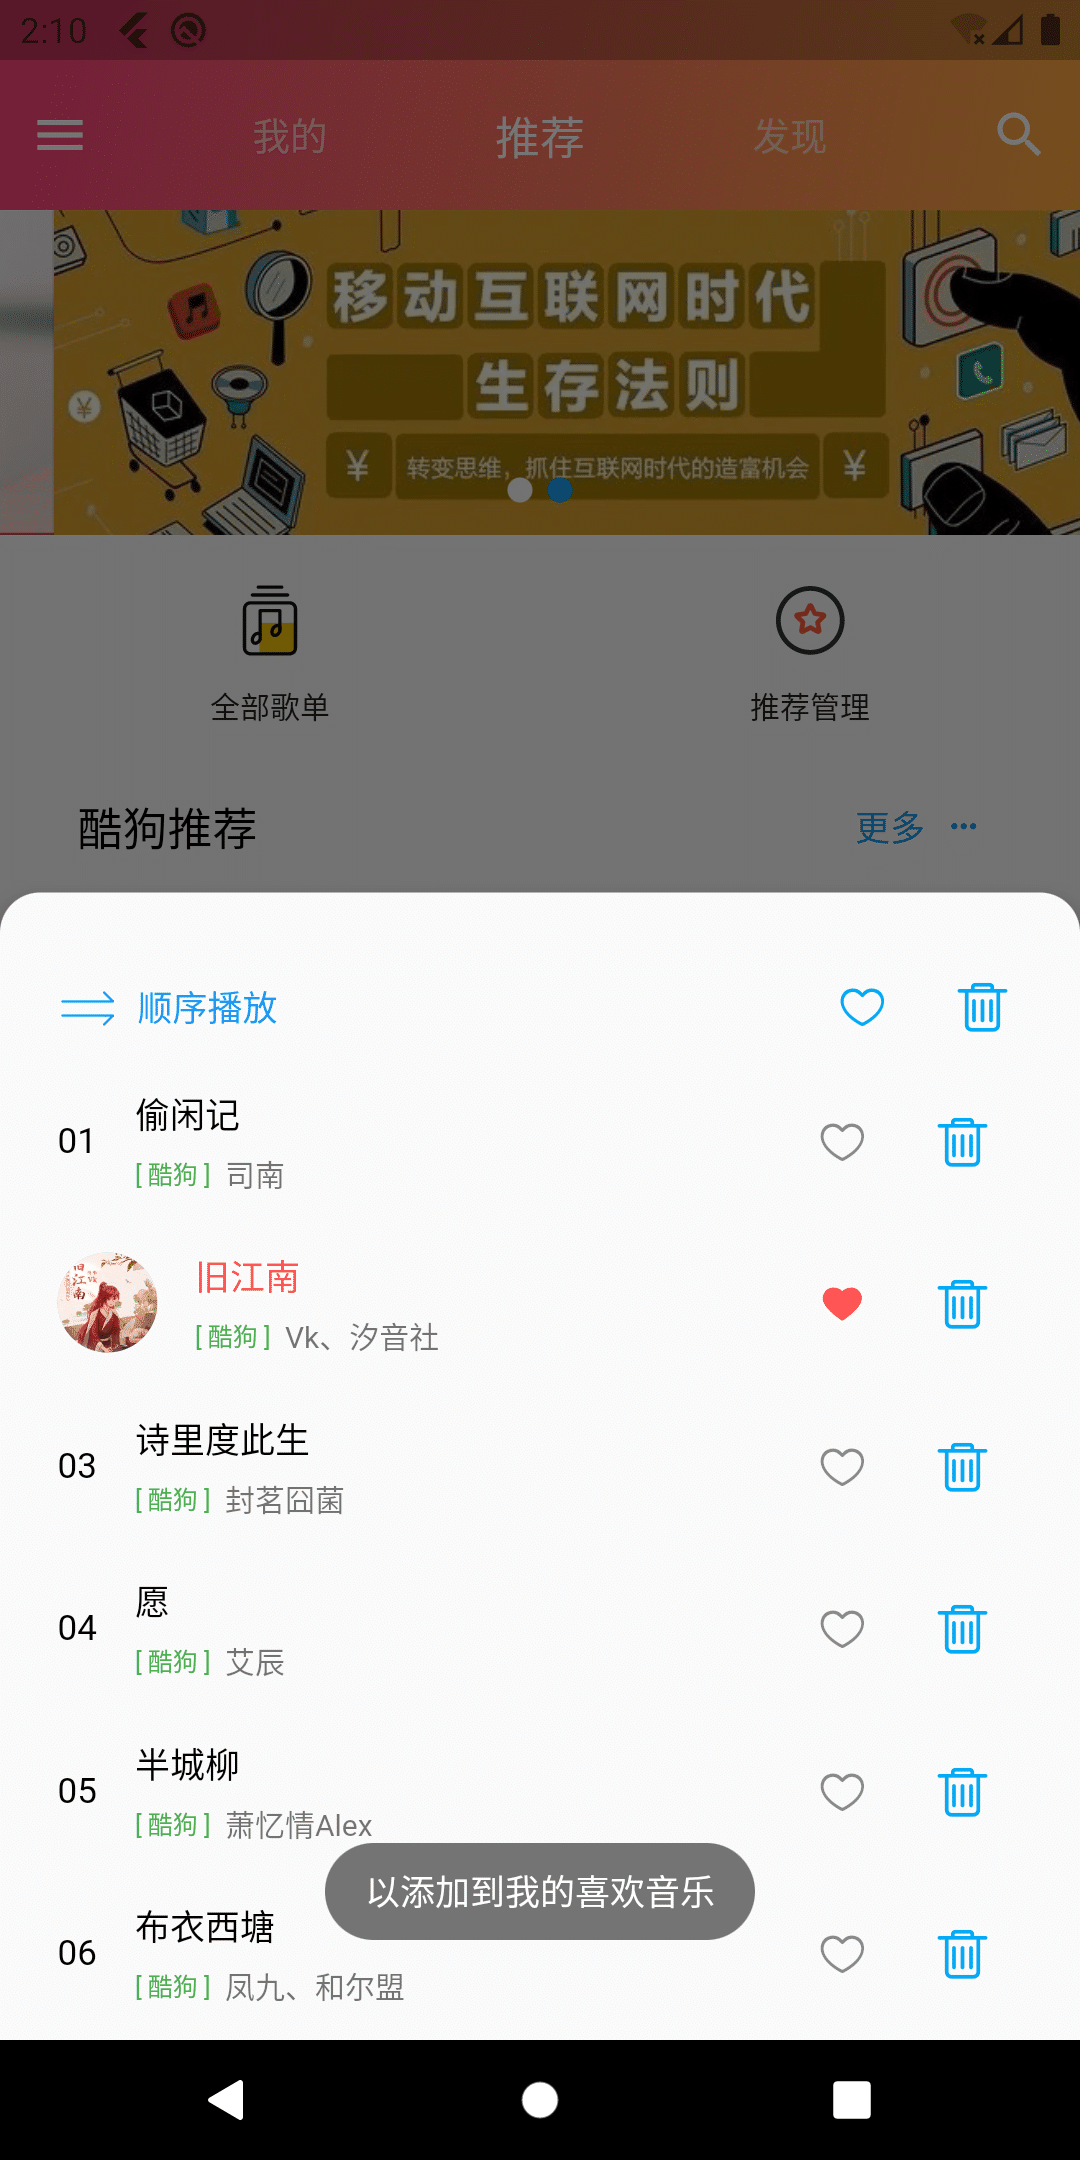 2:10
我的 推荐 发现
移动互联网时代
生存法则
¥ 转变思维，抓住互联网时代的造富机会 ¥
¥
全部歌单 推荐管理
酷狗推荐 更多
顺序播放
01 偷闲记
[酷狗] 司南
旧江南
旧江南
[酷狗] Vk、汐音社
03 诗里度此生
[酷狗] 封茗囧菌
04 愿
[酷狗] 艾辰
05 半城柳
[酷狗] 萧忆情Alex
以添加到我的喜欢音乐
06 布衣西塘
[酷狗] 凤九、和尔盟